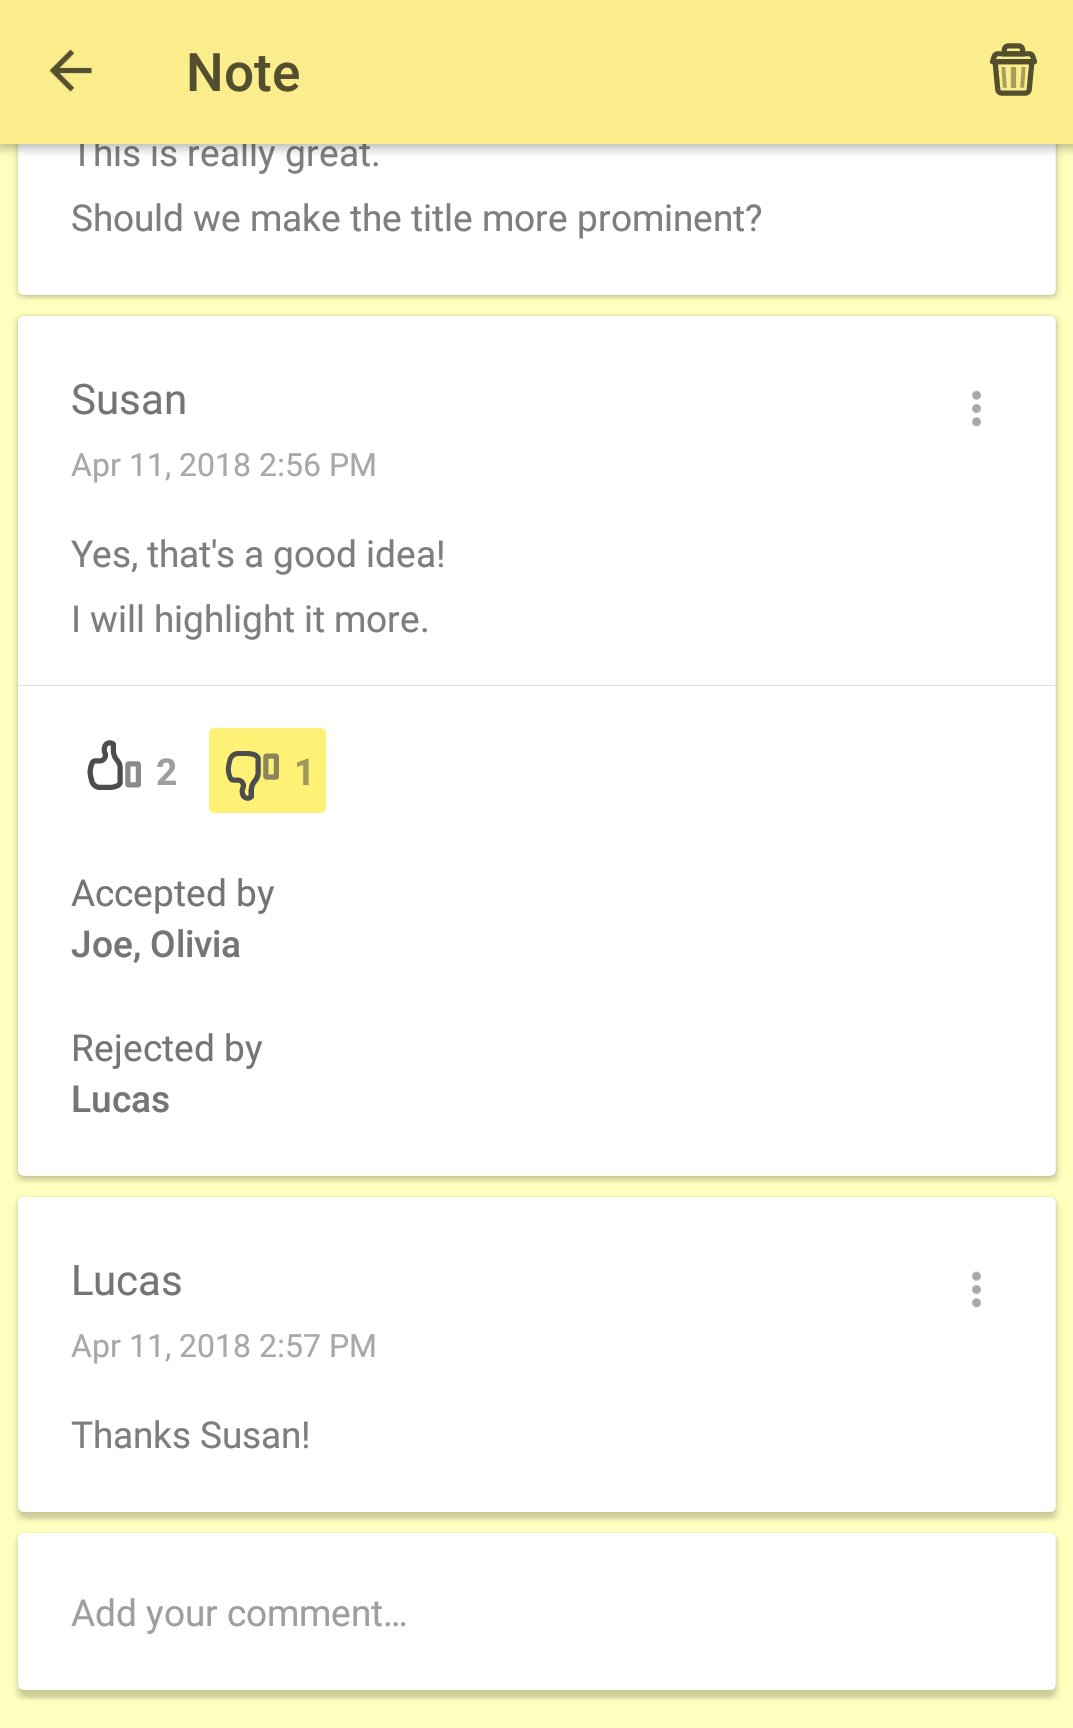 Note
This is really great.
Should we make the title more prominent?
Susan
Apr 11, 2018 2:56 PM
Yes, that's a good idea!
I will highlight it more.
2 1
Accepted by
Joe, Olivia
Rejected by
Lucas
Lucas
Apr 11, 2018 2:57 PM
Thanks Susan!
Add your comment...